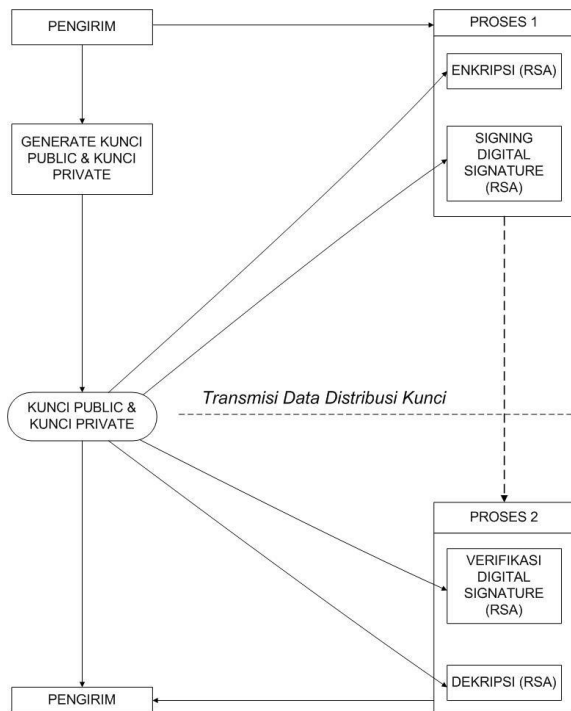 PENGIRIM
PROSES 1
ENKRIPSI (RSA)
GENERATE KUNCI
PUBLIC & KUNCI
PRIVATE
SIGNING
DIGITAL
SIGNATURE
(RSA)
Transmisi Data Distribusi Kunci
KUNCI PUBLIC &
KUNCI PRIVATE
PROSES 2
VERIFIKASI
DIGITAL
SIGNATURE
(RSA)
DEKRIPSI (RSA)
PENGIRIM